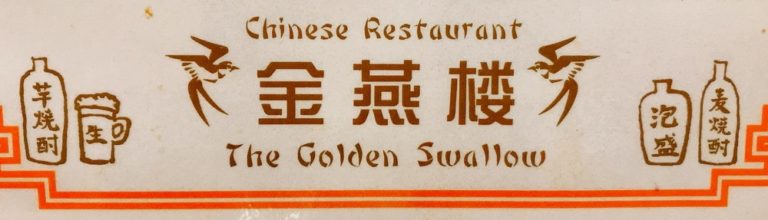 Chinese Restaurant
金燕楼
The Golden Swallow
芋焼酎
生
泡盛
麦焼酎